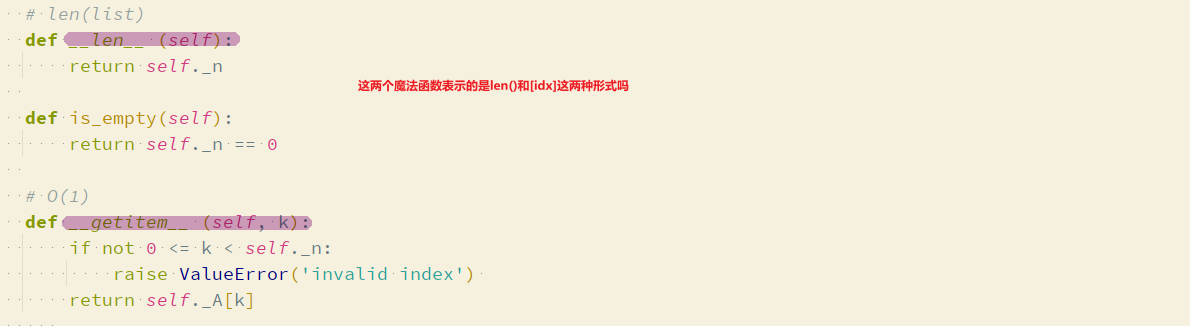 # len(list)
def __len__ (self):
return self._n
这两个魔法函数表示的是len()和[idx]这两种形式吗
def is_empty(self):
return self._n == 0
# O(1)
def __getitem__ (self, k):
if not 0 <= k < self._n:
raise ValueError('invalid index')
return self._A[k]